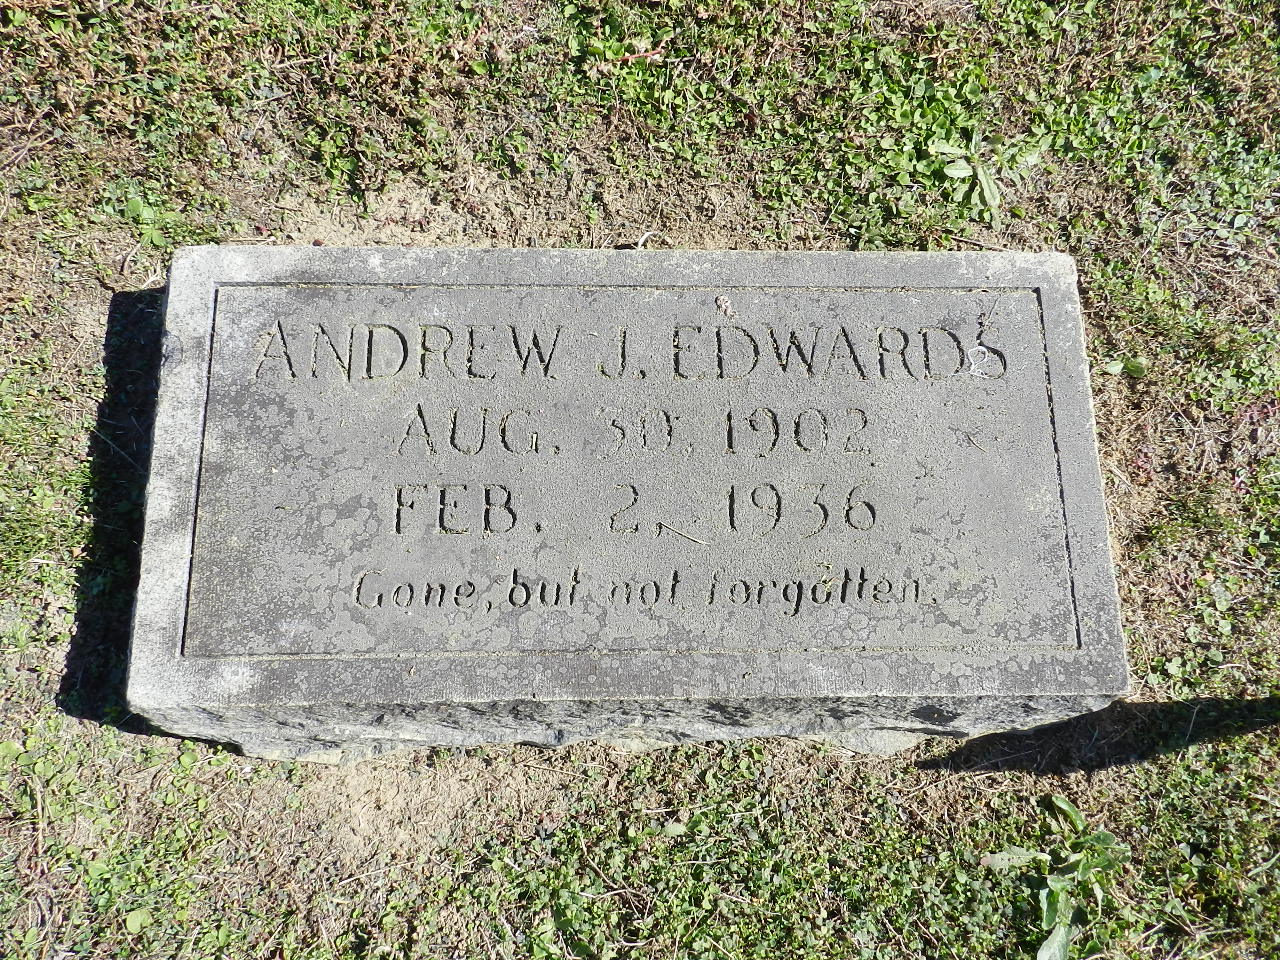 ANDREW J. EDWARDS
AUG. 30, 1902
FEB. 2, 1936
Gone, but not forgotten.